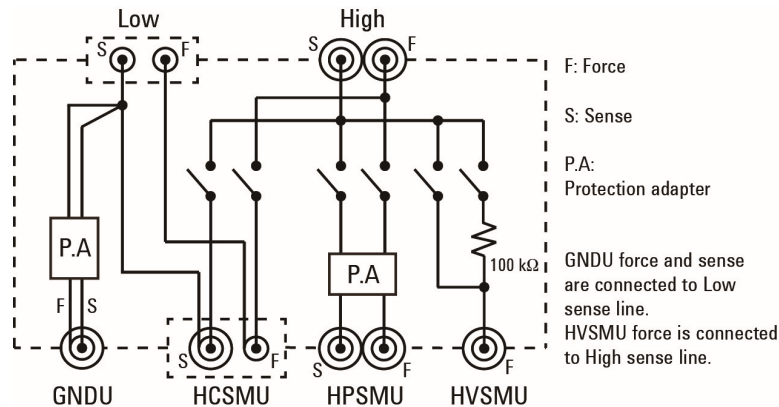 Low High
S F S F
F: Force
S: Sense
P.A:
Protection adapter
P.A
P.A
100 kΩ
GNDU force and sense
are connected to Low
sense line.
HVSMU force is connected
to High sense line.
F S
S F S F F
GNDU HCSMU HPSMU HVSMU